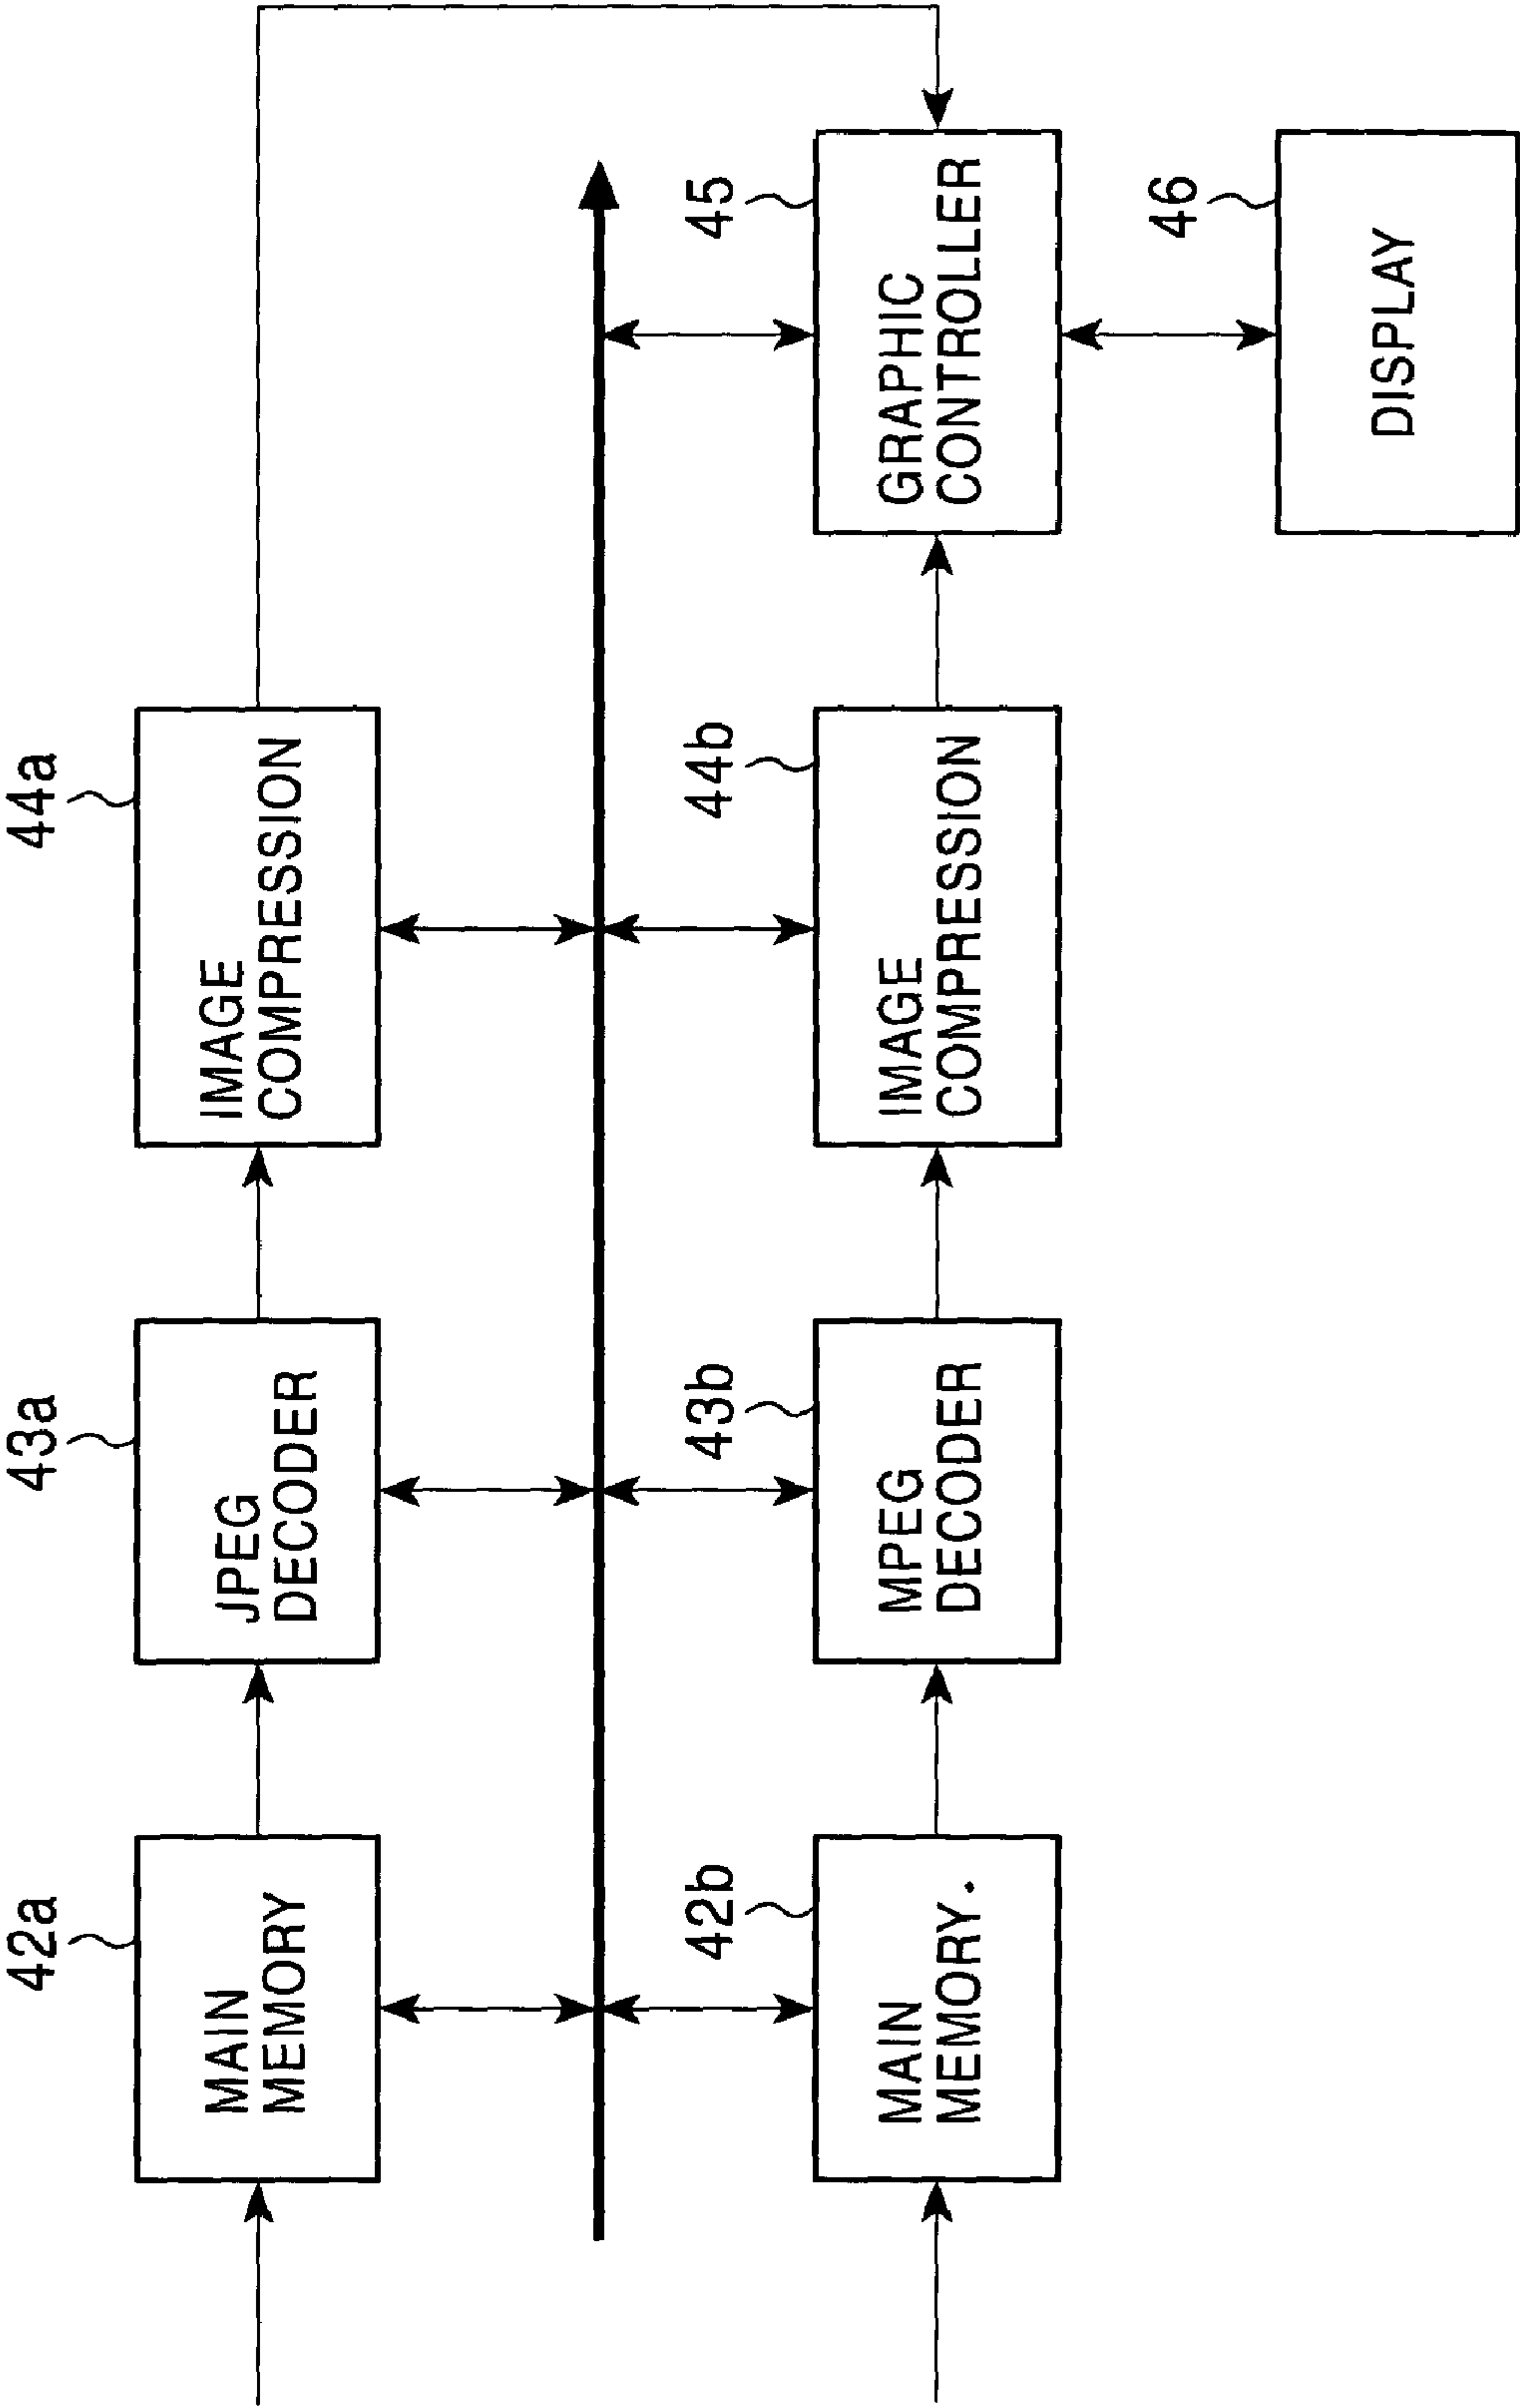 42a
MAIN
MEMORY
43a
JPEG
DECODER
44a
IMAGE
COMPRESSION
42b
MAIN
MEMORY.
43b
MPEG
DECODER
44b
IMAGE
COMPRESSION
45
GRAPHIC
CONTROLLER
46
DISPLAY